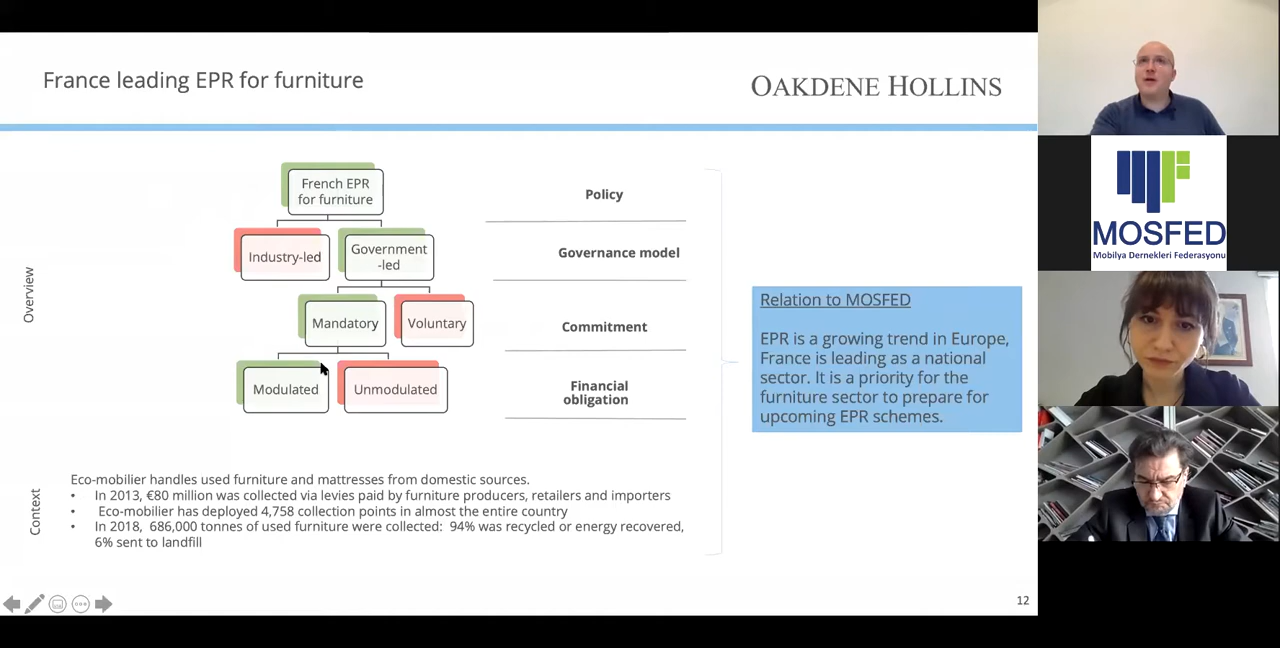 France leading EPR for furniture
OAKDENE HOLLINS
French EPR
for furniture
Policy
Industry-led
Government
-led
Governance model
Mandatory
Voluntary
Commitment
Modulated
Unmodulated
Financial
obligation
Overview
Relation to MOSFED
EPR is a growing trend in Europe,
France is leading as a national
sector. It is a priority for the
furniture sector to prepare for
upcoming EPR schemes.
Context
Eco-mobilier handles used furniture and mattresses from domestic sources.
• In 2013, €80 million was collected via levies paid by furniture producers, retailers and importers
• Eco-mobilier has deployed 4,758 collection points in almost the entire country
• In 2018, 686,000 tonnes of used furniture were collected: 94% was recycled or energy recovered,
6% sent to landfill
12
MOSFED
Mobilya Dernekleri Federasyonu